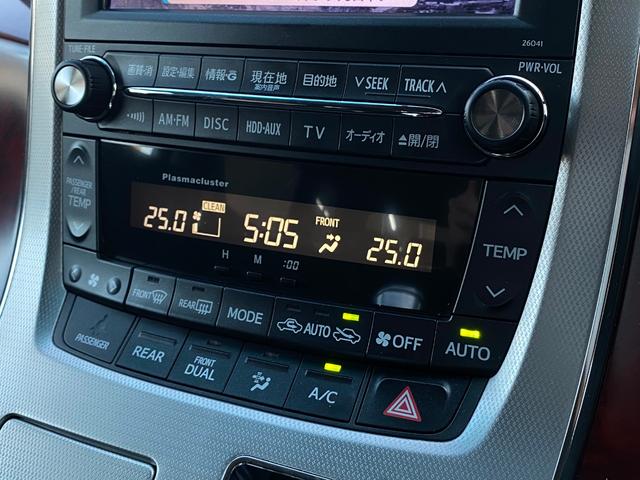 26041
TUNE・FILE
PWR・VOL
画質・消 設定・編集 情報・G 現在地 案内音声 目的地 ∨SEEK TRACK∧
AM・FM DISC HDD・AUX TV オーディオ ▲開/閉
Plasmacluster
PASSENGER/REAR TEMP
CLEAN
25.0 5:05 FRONT 25.0
TEMP
H M :00
FRONT REAR MODE AUTO OFF AUTO
PASSENGER REAR FRONT DUAL A/C